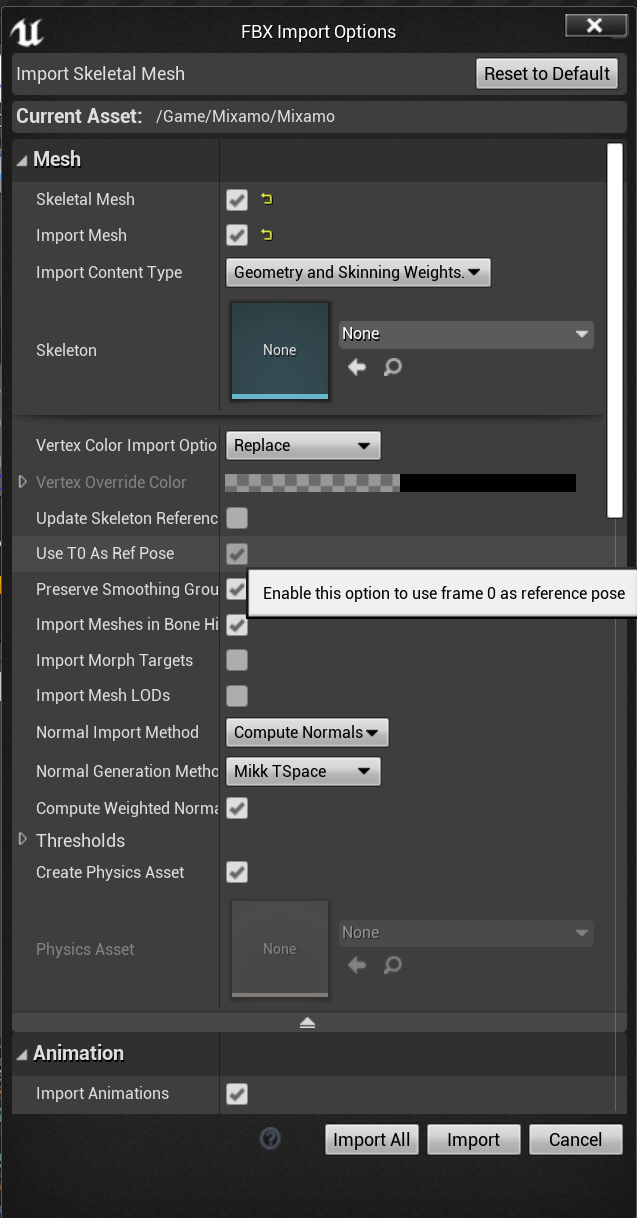 FBX Import Options
Import Skeletal Mesh
Reset to Default
Current Asset: /Game/Mixamo/Mixamo
Mesh
Skeletal Mesh
Import Mesh
Import Content Type
Geometry and Skinning Weights.
Skeleton
None
None
Vertex Color Import Optio
Replace
Vertex Override Color
Update Skeleton Referenc
Use T0 As Ref Pose
Preserve Smoothing Grou
Enable this option to use frame 0 as reference pose
Import Meshes in Bone Hi
Import Morph Targets
Import Mesh LODs
Normal Import Method
Compute Normals
Normal Generation Metho
Mikk TSpace
Compute Weighted Norma
Thresholds
Create Physics Asset
Physics Asset
None
None
Animation
Import Animations
?
Import All
Import
Cancel